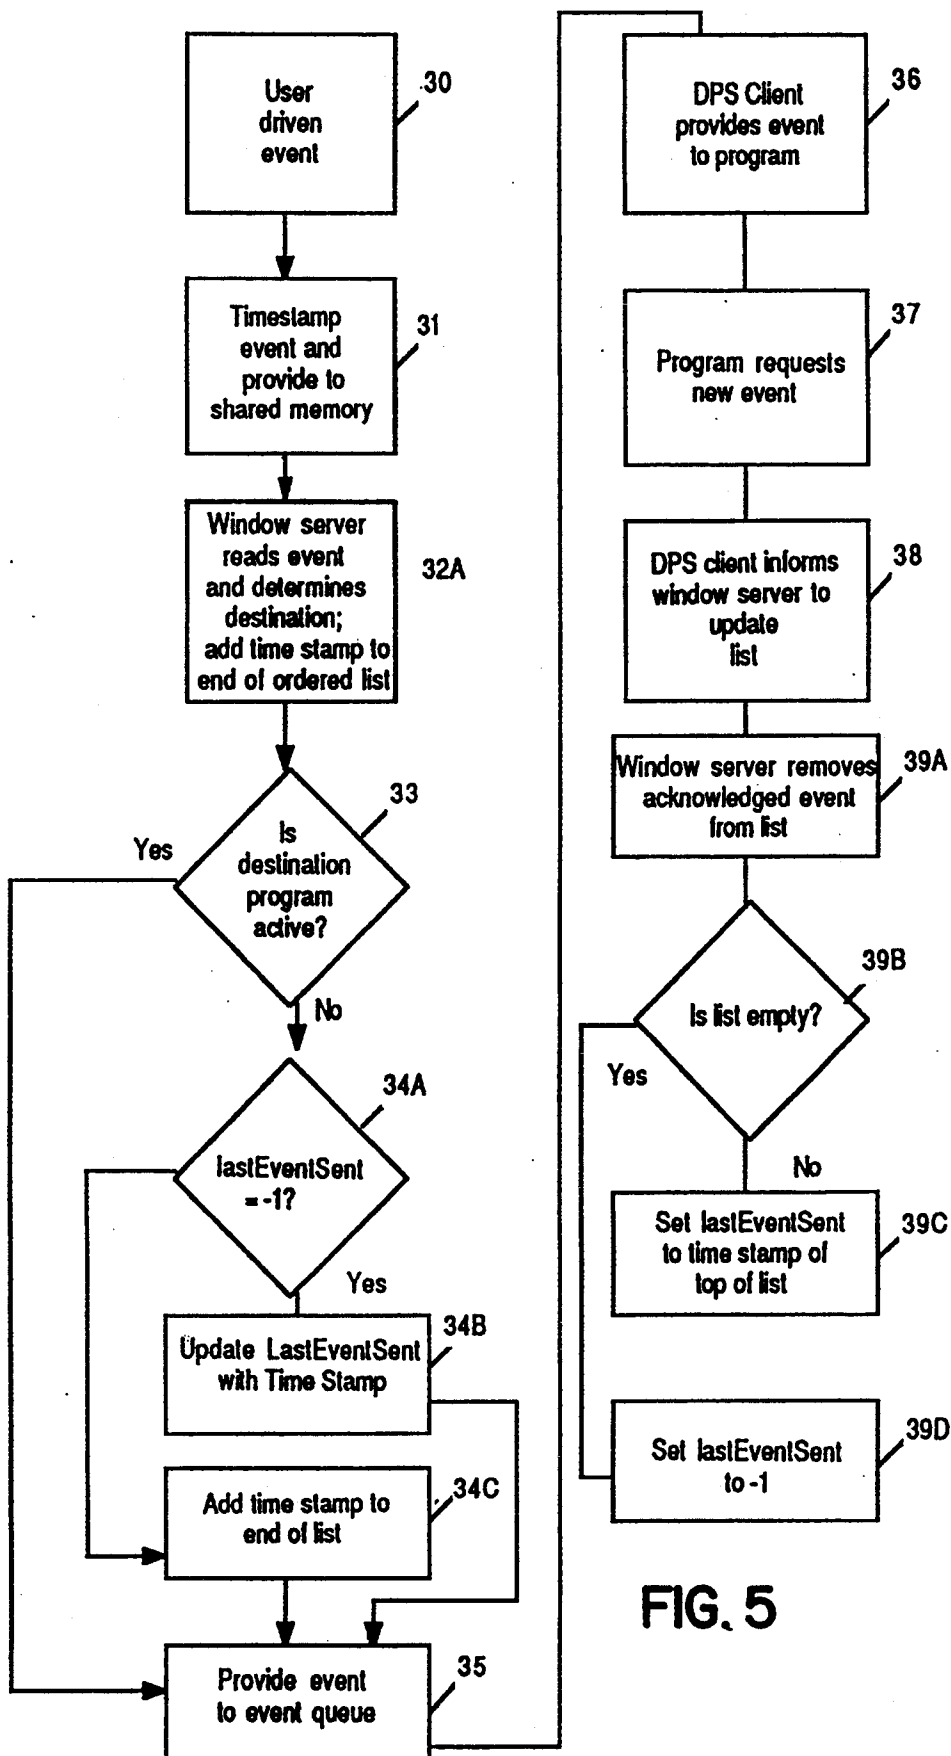 User
driven
event
30
Timestamp
event and
provide to
shared memory
31
Window server
reads event
and determines
destination;
add time stamp to
end of ordered list
32A
33
Yes
Is
destination
program
active?
No
34A
lastEventSent
= -1?
Yes
34B
Update LastEventSent
with Time Stamp
34C
Add time stamp to
end of list
35
Provide event
to event queue
36
DPS Client
provides event
to program
37
Program requests
new event
38
DPS client informs
window server to
update
list
39A
Window server removes
acknowledged event
from list
39B
Is list empty?
Yes
No
39C
Set lastEventSent
to time stamp of
top of list
39D
Set lastEventSent
to -1
FIG. 5